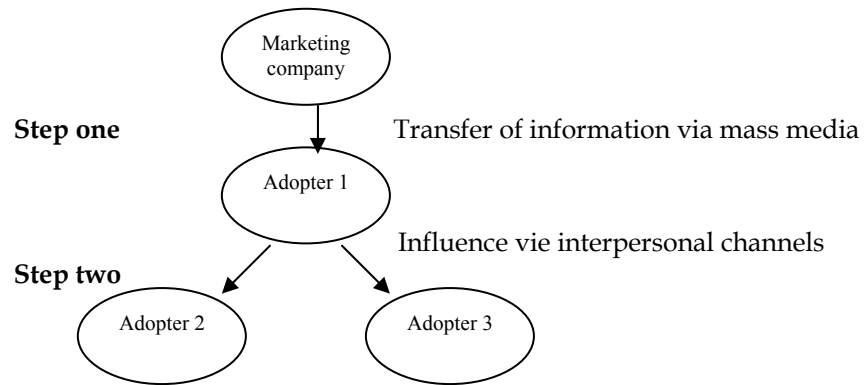 Marketing
company
Step one
Transfer of information via mass media
Adopter 1
Influence vie interpersonal channels
Step two
Adopter 2
Adopter 3